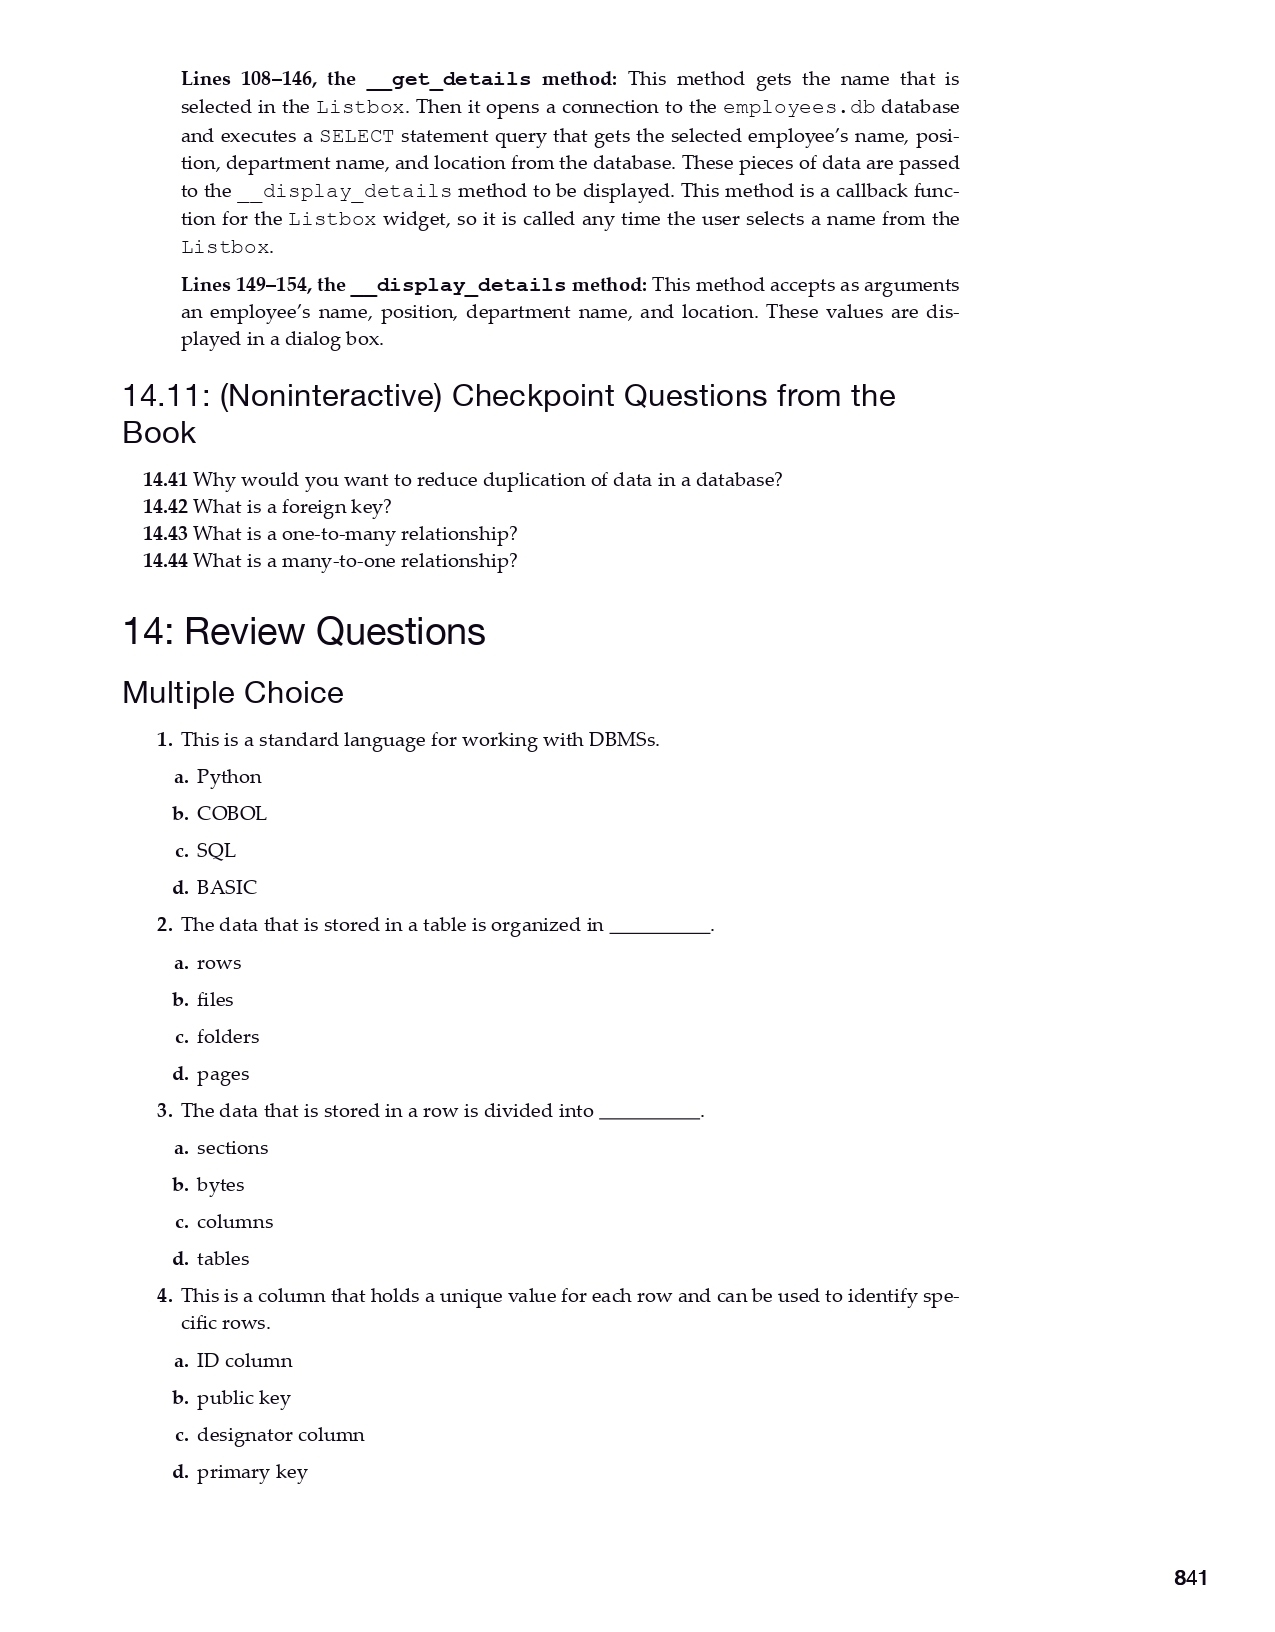 Lines 108–146, the __get_details method: This method gets the name that is
selected in the Listbox. Then it opens a connection to the employees.db database
and executes a SELECT statement query that gets the selected employee’s name, posi-
tion, department name, and location from the database. These pieces of data are passed
to the __display_details method to be displayed. This method is a callback func-
tion for the Listbox widget, so it is called any time the user selects a name from the
Listbox.
Lines 149–154, the __display_details method: This method accepts as arguments
an employee’s name, position, department name, and location. These values are dis-
played in a dialog box.
14.11: (Noninteractive) Checkpoint Questions from the
Book
14.41 Why would you want to reduce duplication of data in a database?
14.42 What is a foreign key?
14.43 What is a one-to-many relationship?
14.44 What is a many-to-one relationship?
14: Review Questions
Multiple Choice
1. This is a standard language for working with DBMSs.
a. Python
b. COBOL
c. SQL
d. BASIC
2. The data that is stored in a table is organized in __________.
a. rows
b. files
c. folders
d. pages
3. The data that is stored in a row is divided into __________.
a. sections
b. bytes
c. columns
d. tables
4. This is a column that holds a unique value for each row and can be used to identify spe-
cific rows.
a. ID column
b. public key
c. designator column
d. primary key
841